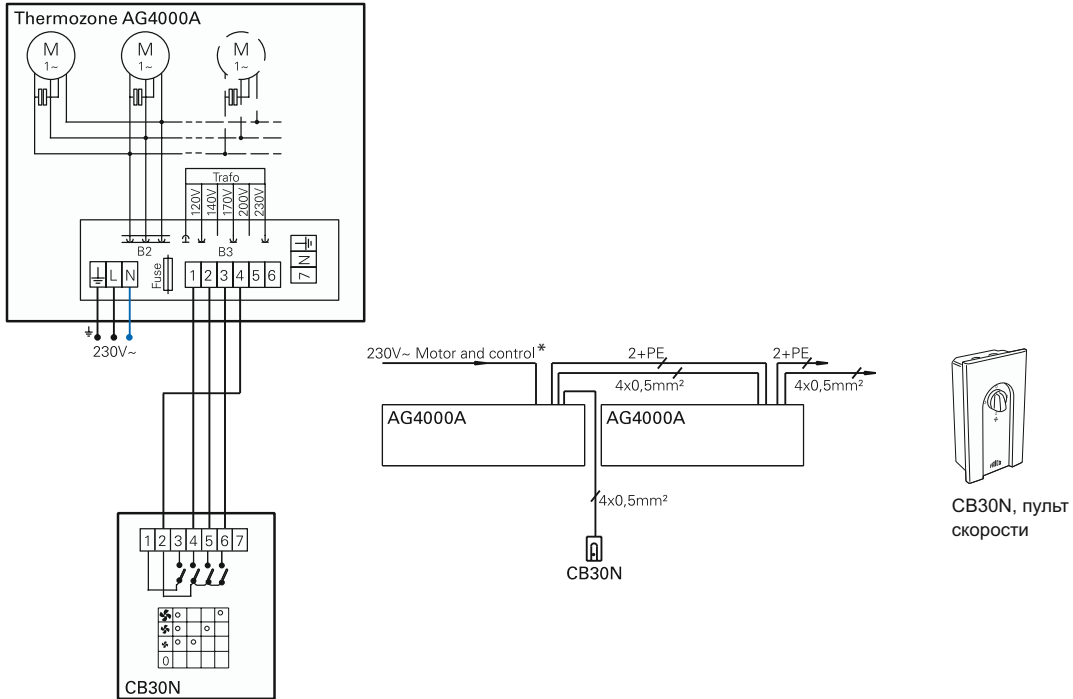 Thermozone AG4000A
M
1~
M
1~
M
1~
Trafo
120V
140V
170V
200V
230V
B2
B3
L
N
Fuse
1
2
3
4
5
6
7
N
230V~
230V~ Motor and control*
2+PE
4x0,5mm²
2+PE
4x0,5mm²
AG4000A
AG4000A
4x0,5mm²
CB30N
CB30N, пульт
скорости
1
2
3
4
5
6
7
0
CB30N